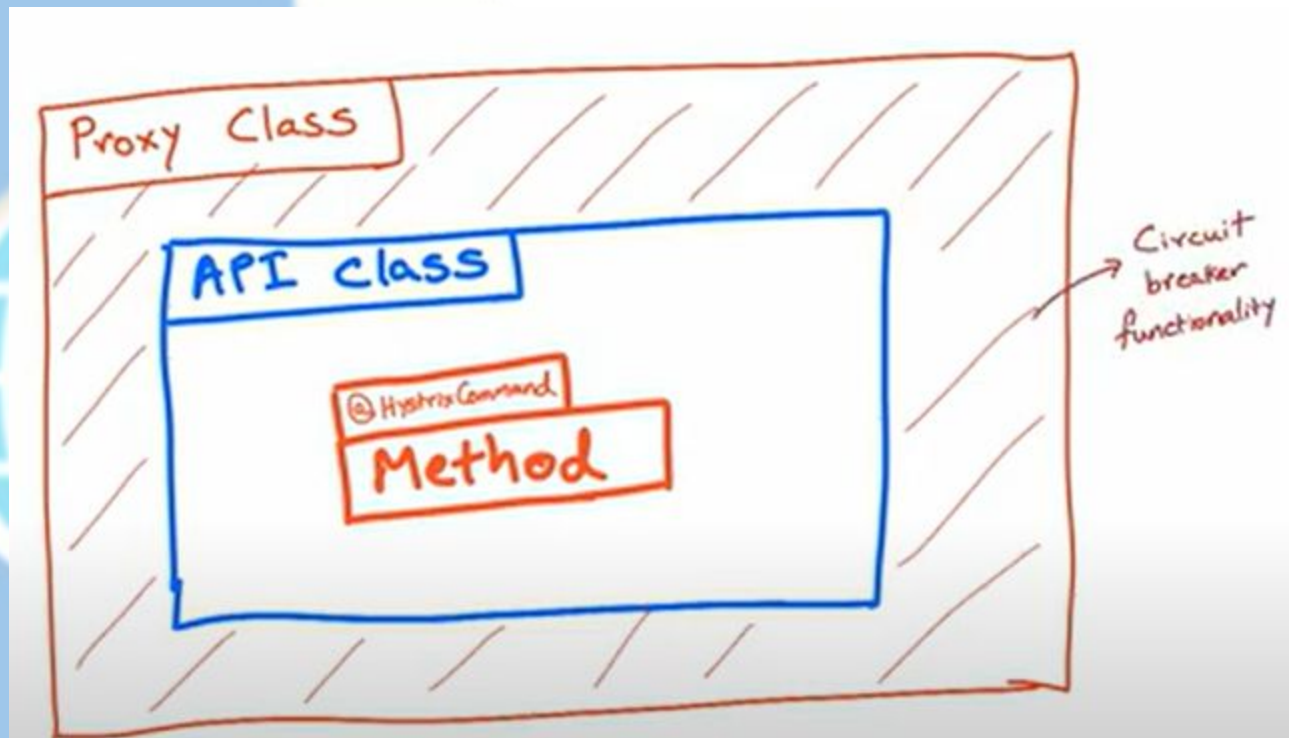 Proxy Class
API class
@HystrixCommand
Method
Circuit
breaker
functionality